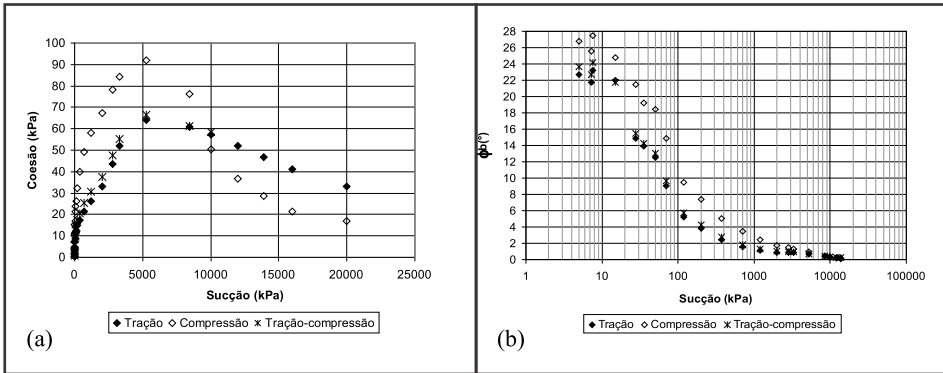 100
90
80
70
60
50
40
30
20
10
0
Coesão (kPa)
0 5000 10000 15000 20000 25000
Sucção (kPa)
Tração Compressão Tração-compressão
(a)
28
26
24
22
20
18
16
14
12
10
8
6
4
2
0
ϕb(°)
1 10 100 1000 10000 100000
Sucção (kPa)
Tração Compressão Tração-compressão
(b)